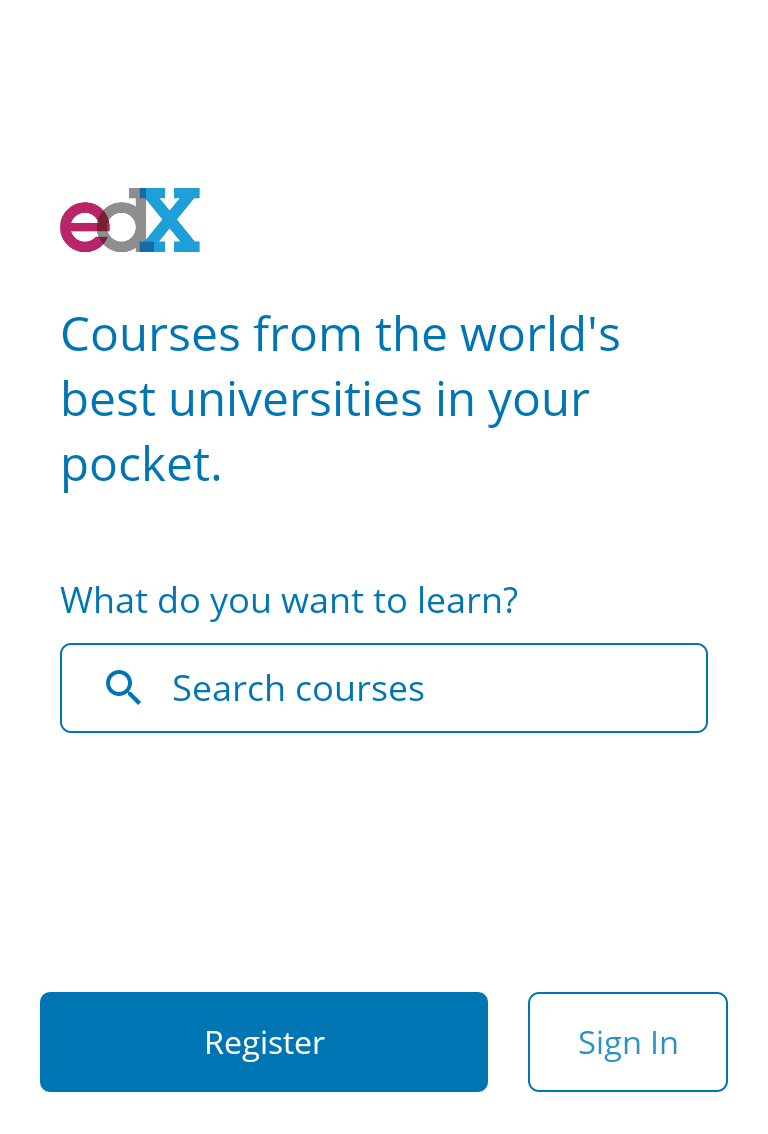 edX
Courses from the world's
best universities in your
pocket.
What do you want to learn?
Search courses
Register
Sign In